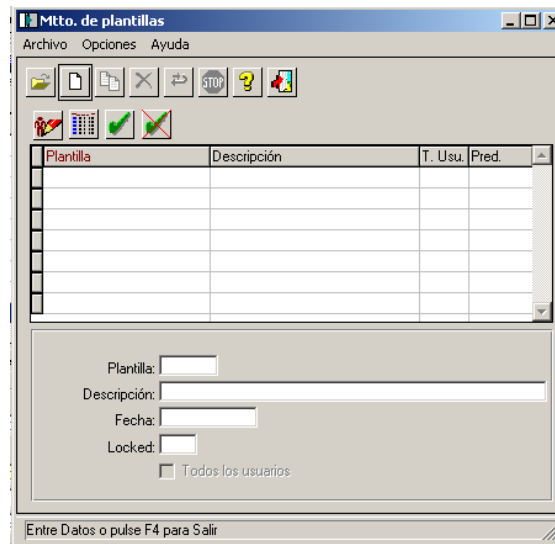 Mtto. de plantillas
Archivo Opciones Ayuda
STOP ?
Plantilla Descripción T. Usu. Pred.
Plantilla:
Descripción:
Fecha:
Locked:
Todos los usuarios
Entre Datos o pulse F4 para Salir